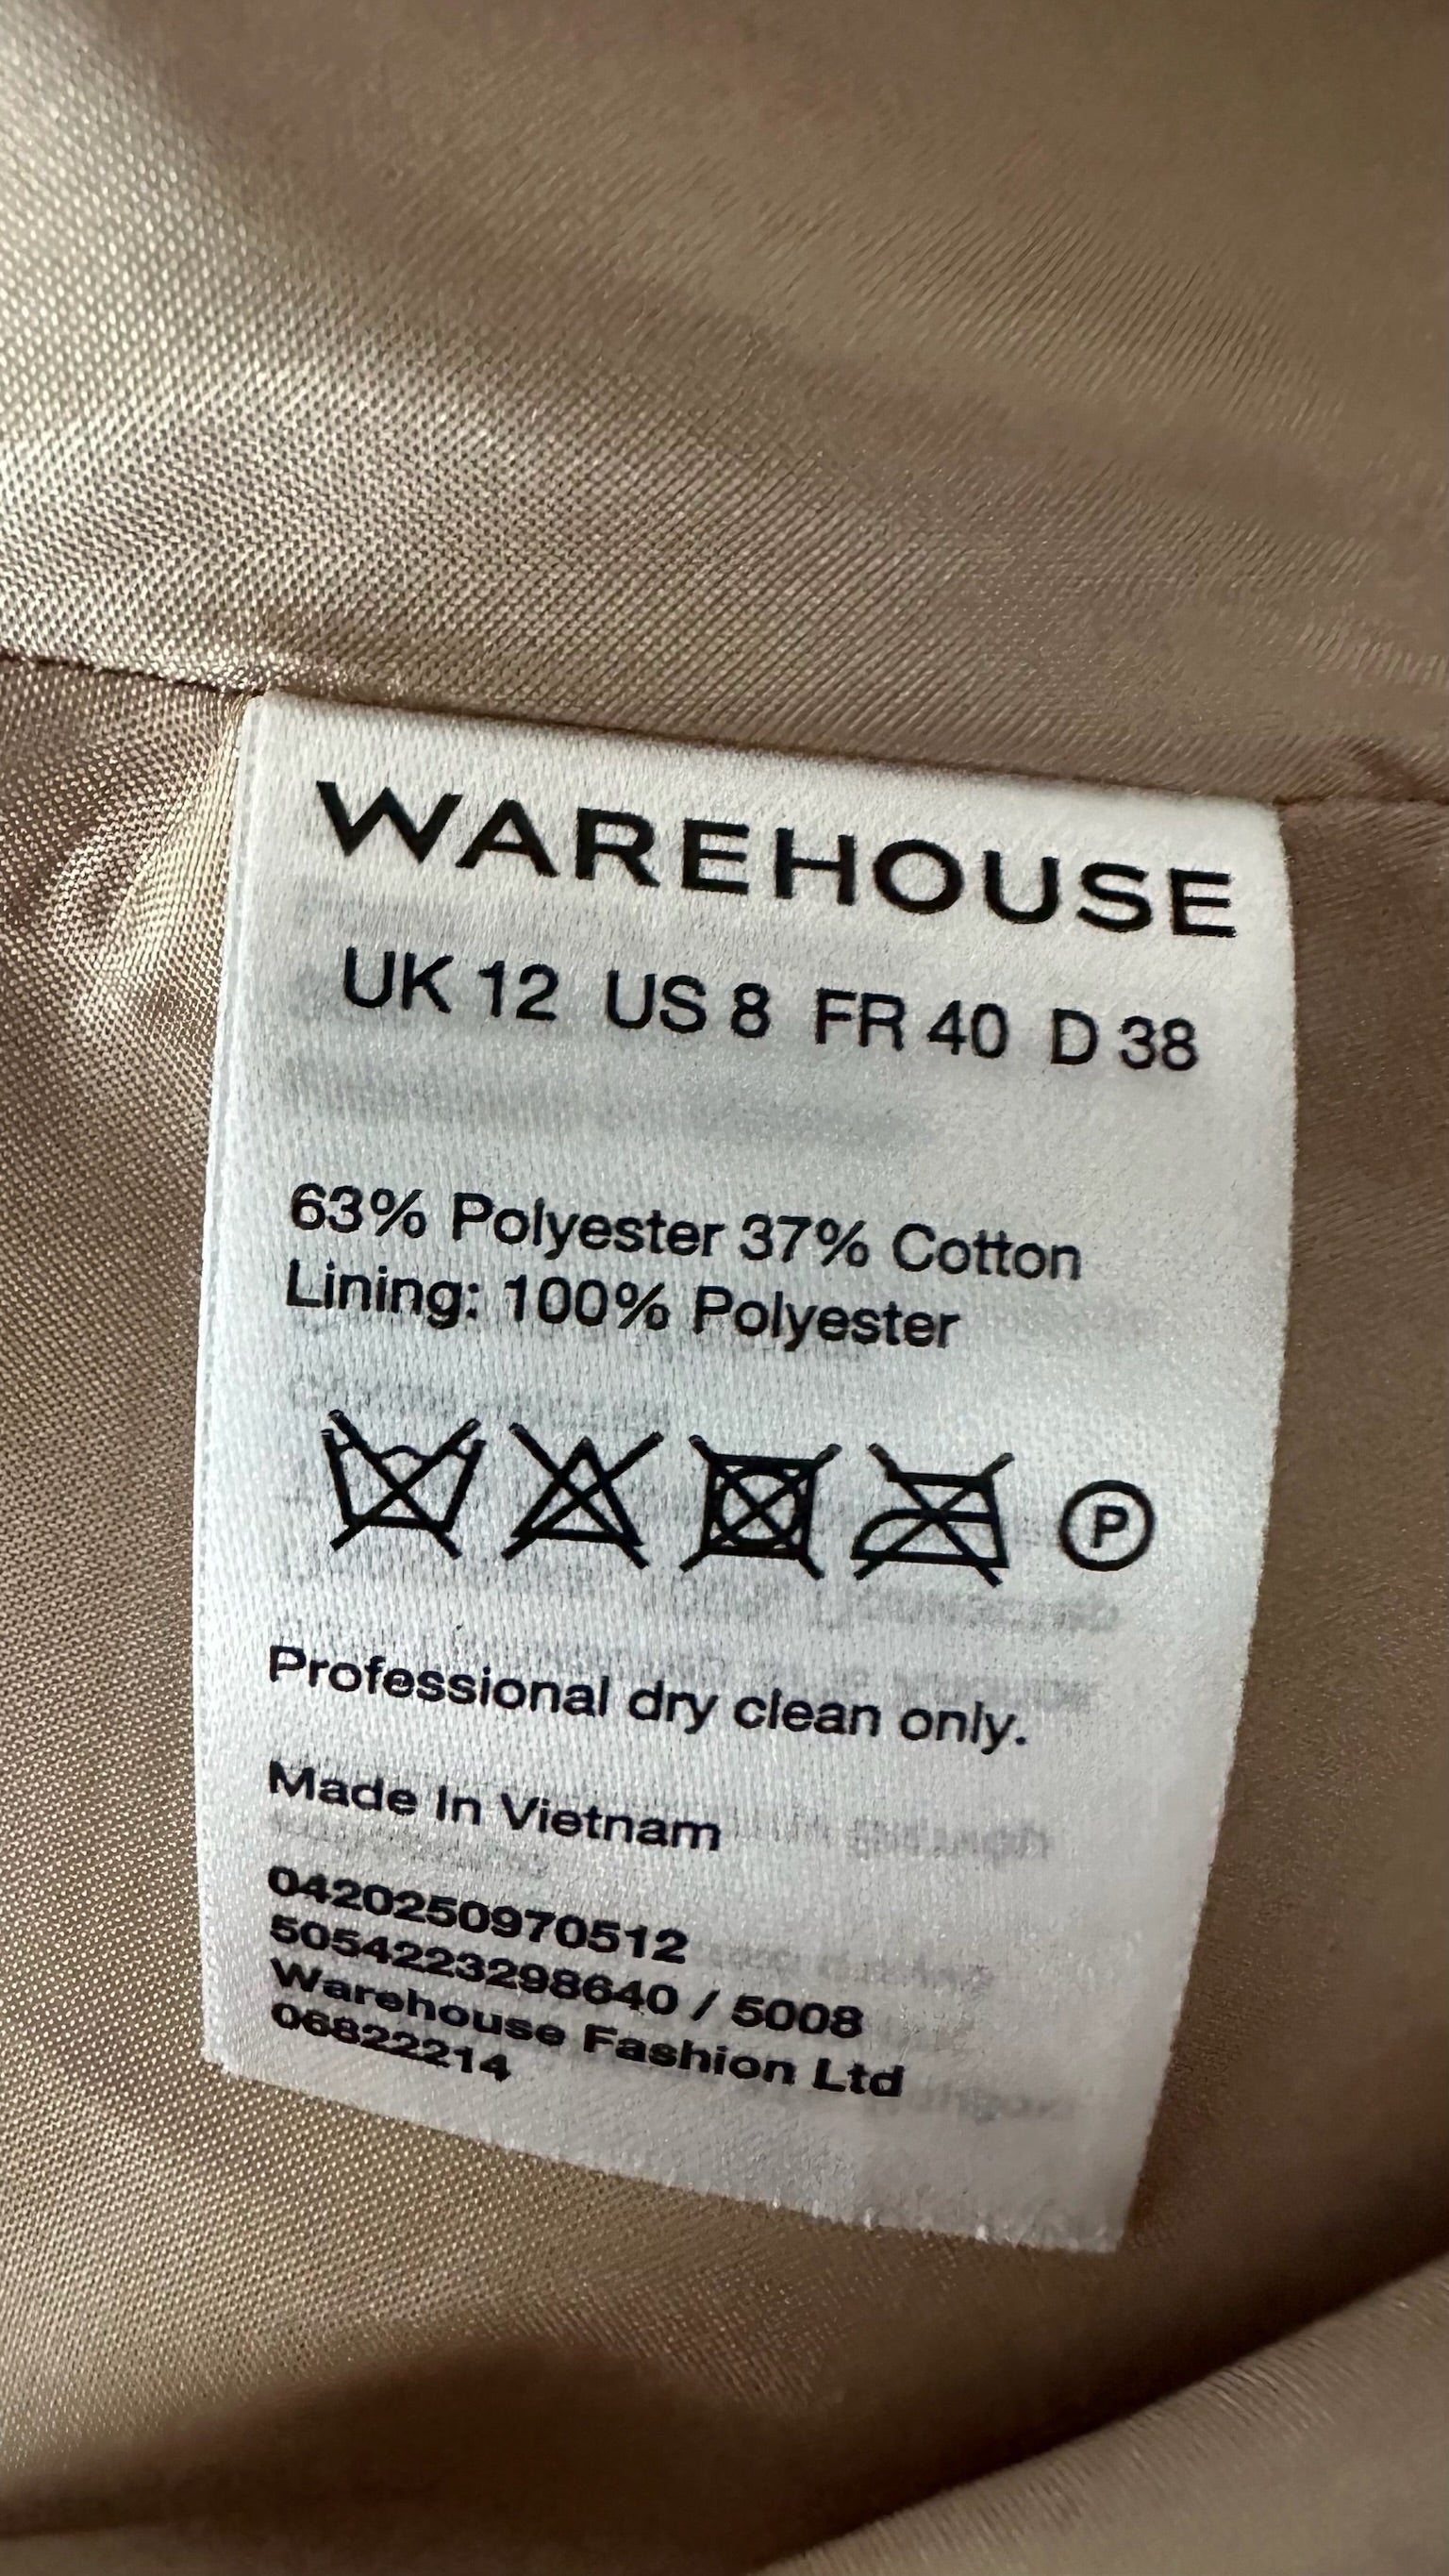 WAREHOUSE
UK 12 US 8 FR 40 D 38
63% Polyester 37% Cotton
Lining: 100% Polyester
P
Professional dry clean only.
Made In Vietnam
0420250970512
5054223298640 / 5008
Warehouse Fashion Ltd
06822214